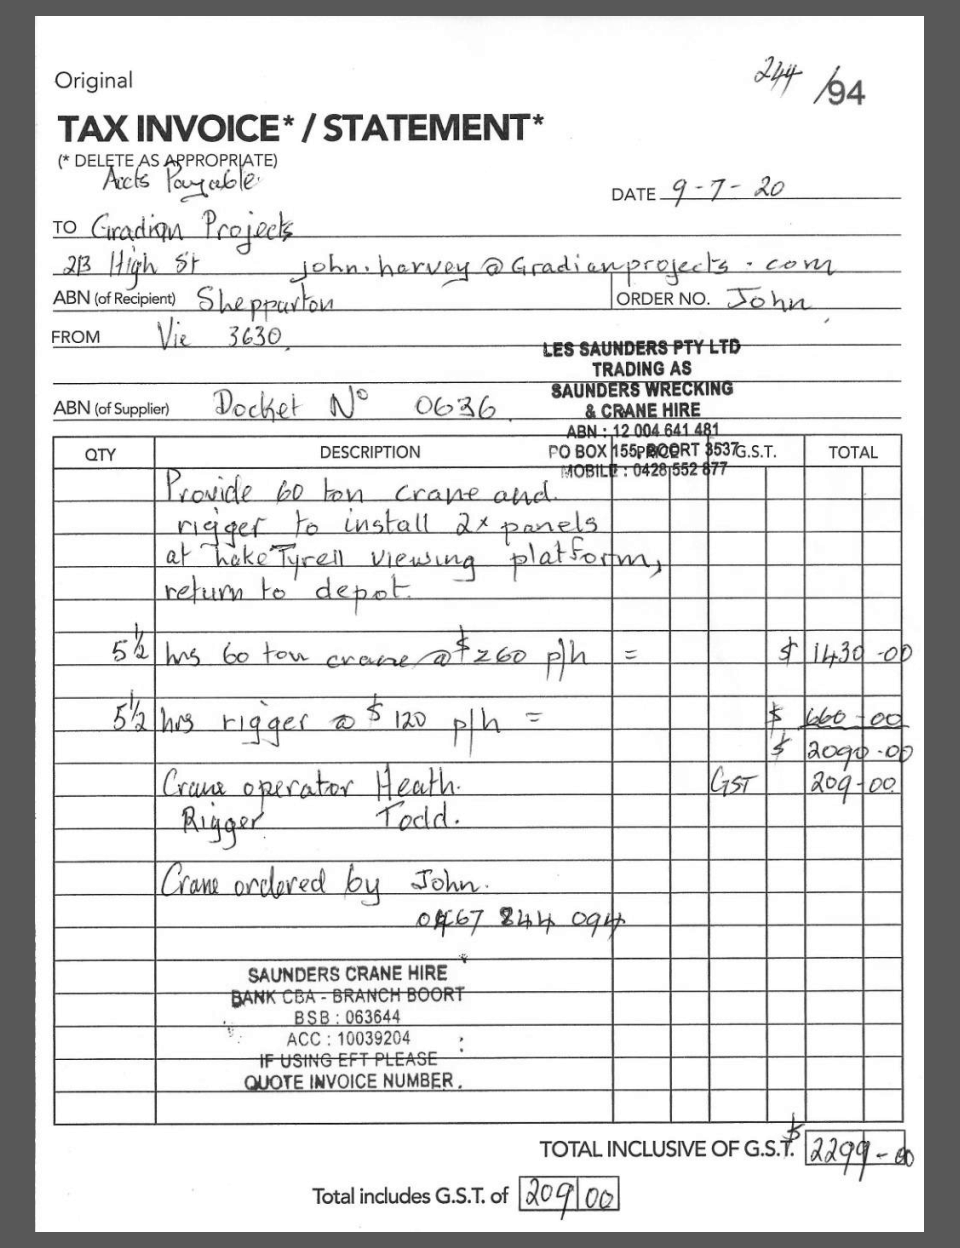 Original
244 /94
TAX INVOICE* / STATEMENT*
(* DELETE AS APPROPRIATE)
Accts Payable
DATE 9-7-20
TO Gradian Projects
213 High St john.harvey@Gradianprojects.com
ABN (of Recipient) Shepparton ORDER NO. John
FROM Vic 3630
LES SAUNDERS PTY LTD
TRADING AS
SAUNDERS WRECKING
& CRANE HIRE
ABN (of Supplier) Docket No 0636
ABN : 12 004 641 481
PO BOX 155, BOORT 3537
MOBILE : 0428 552 877
QTY DESCRIPTION PRICE G.S.T. TOTAL
Provide 60 ton crane and
rigger to install 2x panels
at Lake Tyrell viewing platform,
return to depot.
5½ hrs 60 ton crane @ $260 p/h = $ 1430-00
5½ hrs rigger @ $120 p/h = $ 660-00
$ 2090-00
Crane operator Heath. GST 209-00
Rigger Todd.
Crane ordered by John.
0467 844 094
SAUNDERS CRANE HIRE
BANK CBA - BRANCH BOORT
BSB : 063644
ACC : 10039204
IF USING EFT PLEASE
QUOTE INVOICE NUMBER.
TOTAL INCLUSIVE OF G.S.T. $ 2299-00
Total includes G.S.T. of 209 00